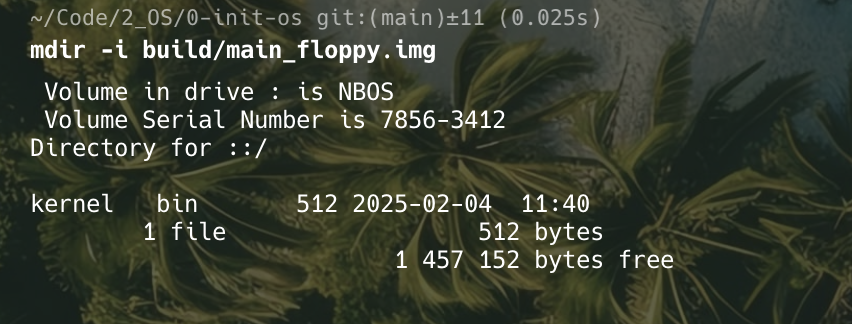 ~/Code/2_OS/0-init-os git:(main)±11 (0.025s)
mdir -i build/main_floppy.img
Volume in drive : is NBOS
Volume Serial Number is 7856-3412
Directory for ::/
kernel bin 512 2025-02-04 11:40
1 file 512 bytes
1 457 152 bytes free